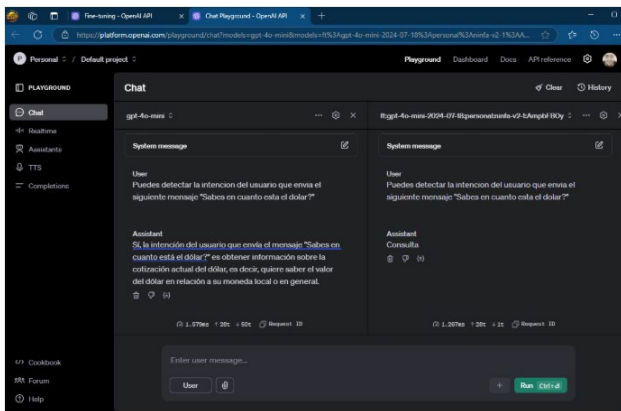 Fine-tuning - OpenAI API
Chat Playground - OpenAI API
https://platform.openai.com/playground/chat?models=gpt-4o-mini&models=ft%3Agpt-4o-mini-2024-07-18%3Apersonal%3Aninfa-v2-1%3AA...
Personal / Default project
Playground Dashboard Docs API reference
PLAYGROUND
Chat
Realtime
Assistants
TTS
Completions
Cookbook
Forum
Help
Chat
Clear History
gpt-4o-mini
System message
User
Puedes detectar la intencion del usuario que envia el
siguiente mensaje "Sabes en cuanto esta el dolar?"
Assistant
Sí, la intención del usuario que envía el mensaje "Sabes en
cuanto está el dólar?" es obtener información sobre la
cotización actual del dólar, es decir, quiere saber el valor
del dólar en relación a su moneda local o en general.
1.579ms ↑28t ↓50t Request ID
System message
User
Puedes detectar la intencion del usuario que envia el
siguiente mensaje "Sabes en cuanto esta el dolar?"
Assistant
Consulta
1.267ms ↑28t ↓1t Request ID
Enter user message...
User
Run Ctrl+